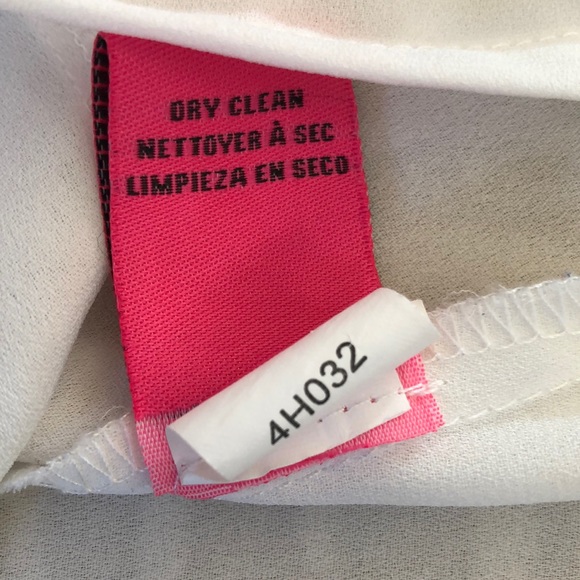 DRY CLEAN
NETTOYER À SEC
LIMPIEZA EN SECO
4H032